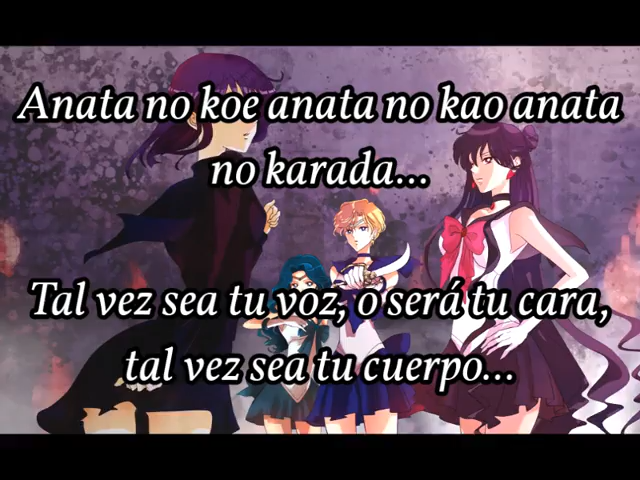 Anata no koe anata no kao anata
no karada...
Tal vez sea tu voz, o será tu cara,
tal vez sea tu cuerpo...